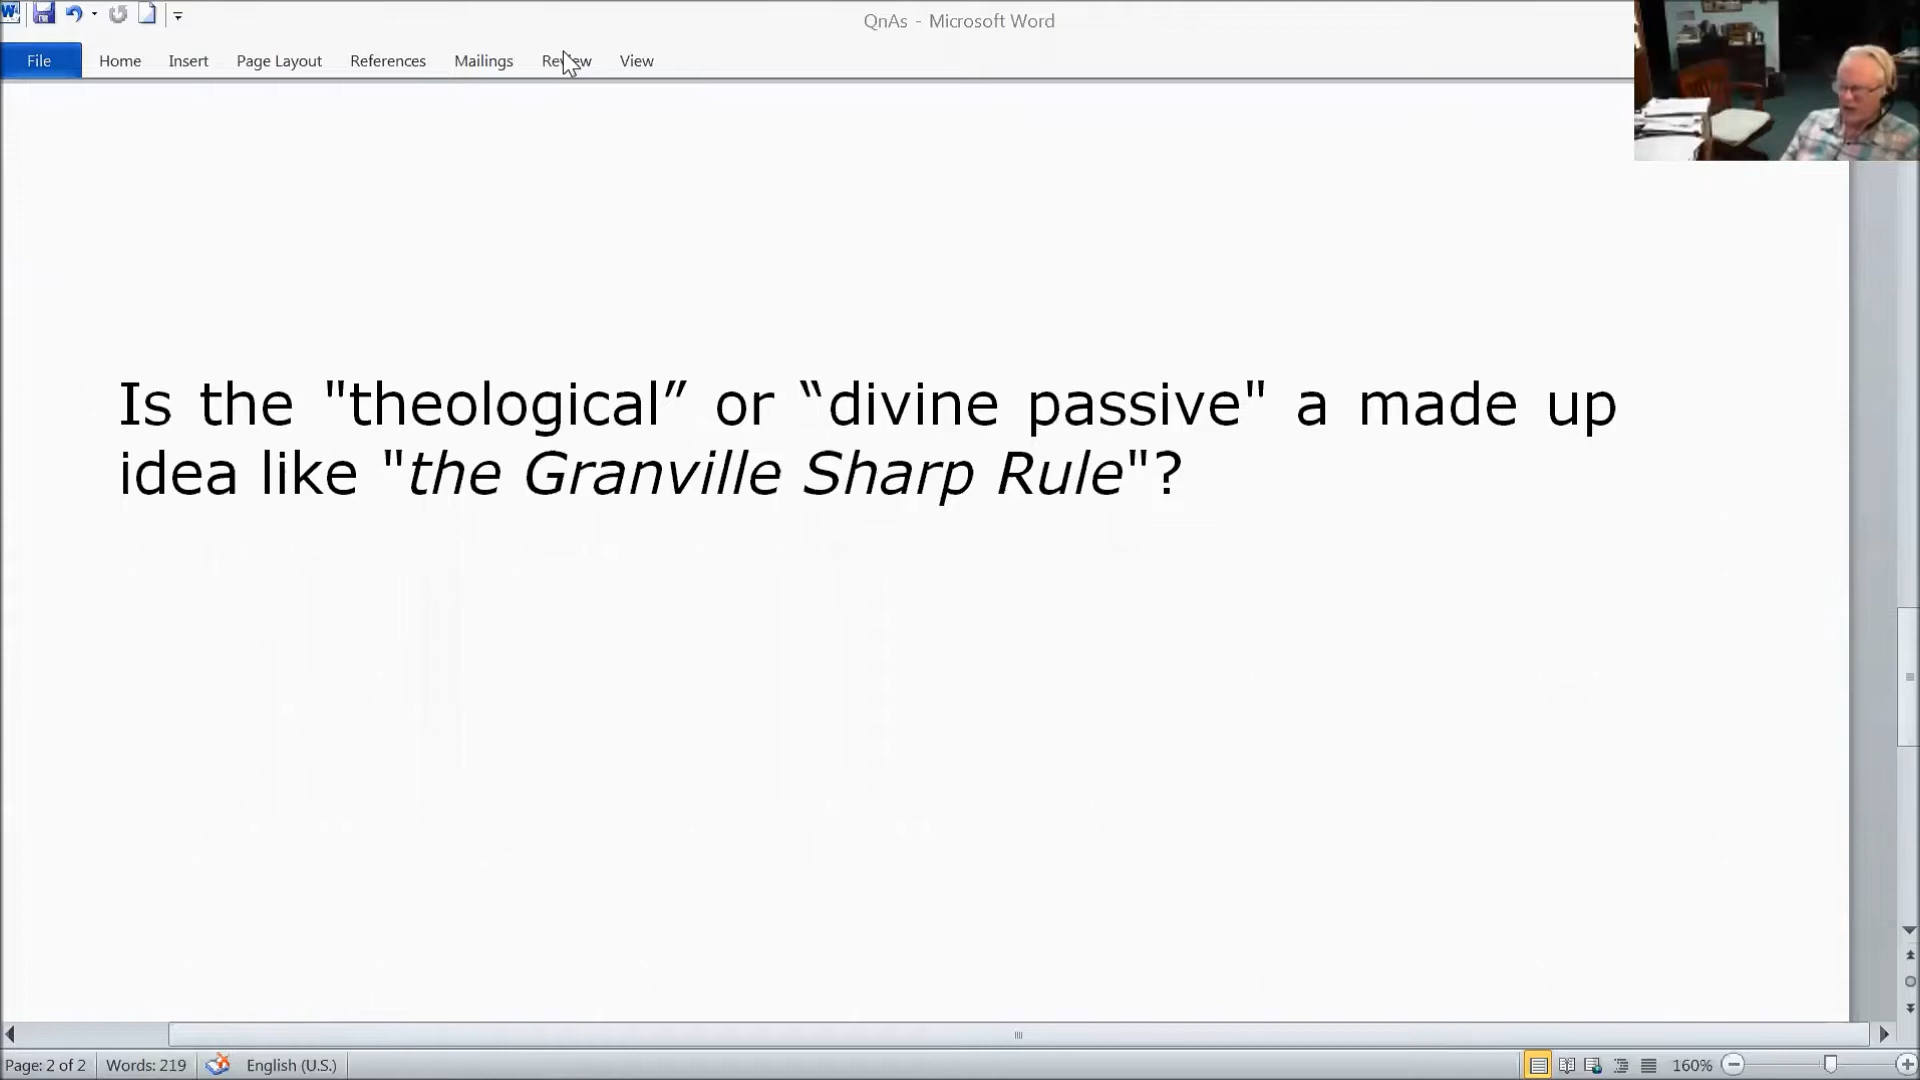 QnAs - Microsoft Word
File Home Insert Page Layout References Mailings Review View
Is the "theological” or “divine passive" a made up
idea like "the Granville Sharp Rule"?
Page: 2 of 2 Words: 219 English (U.S.) 160%